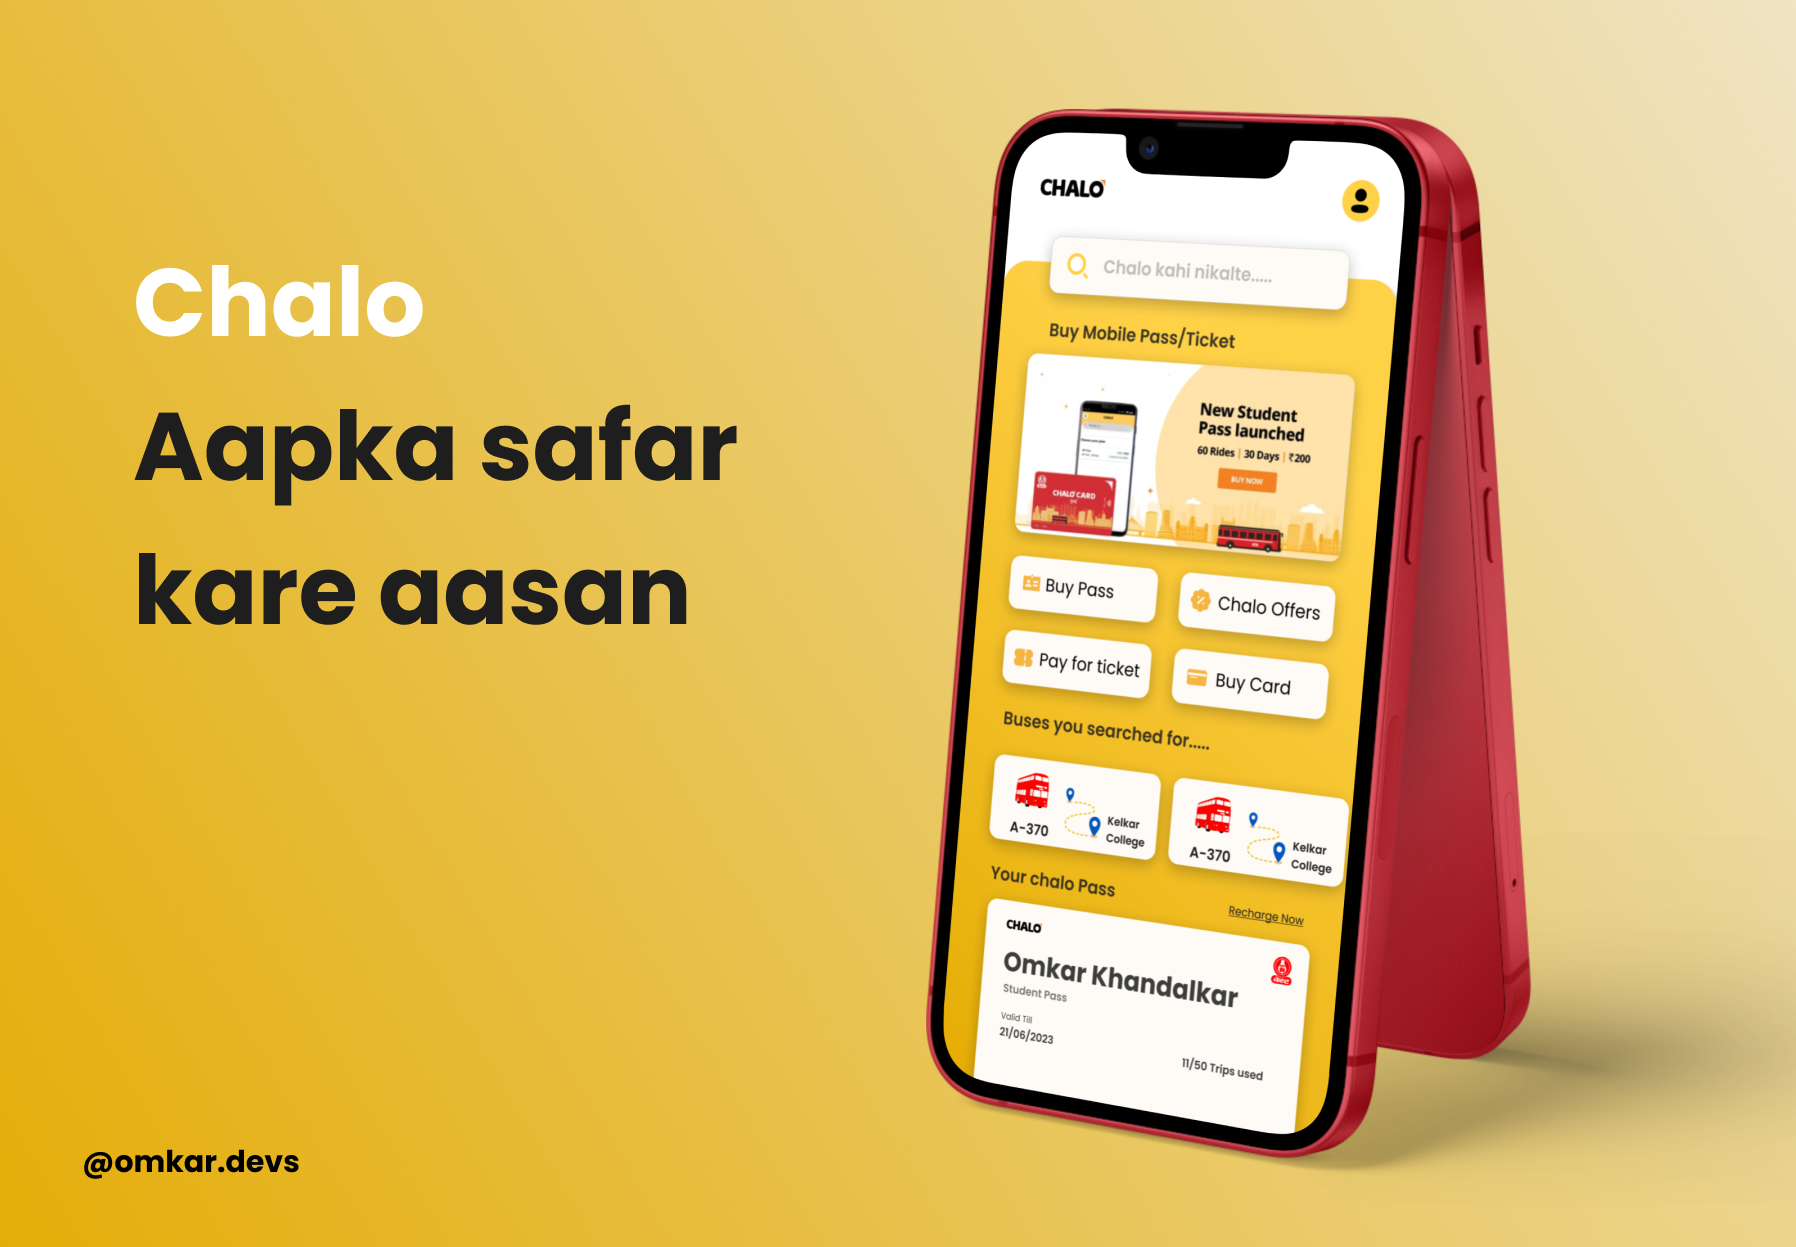 Chalo
Aapka safar
kare aasan
@omkar.devs
CHALO
Chalo kahi nikalte.....
Buy Mobile Pass/Ticket
New Student
Pass launched
60 Rides | 30 Days | ₹200
BUY NOW
CHALO CARD
Buy Pass
Chalo Offers
Pay for ticket
Buy Card
Buses you searched for.....
A-370
Kelkar
College
A-370
Kelkar
College
Your chalo Pass
Recharge Now
CHALO
Omkar Khandalkar
Student Pass
Valid Till
21/06/2023
11/50 Trips used